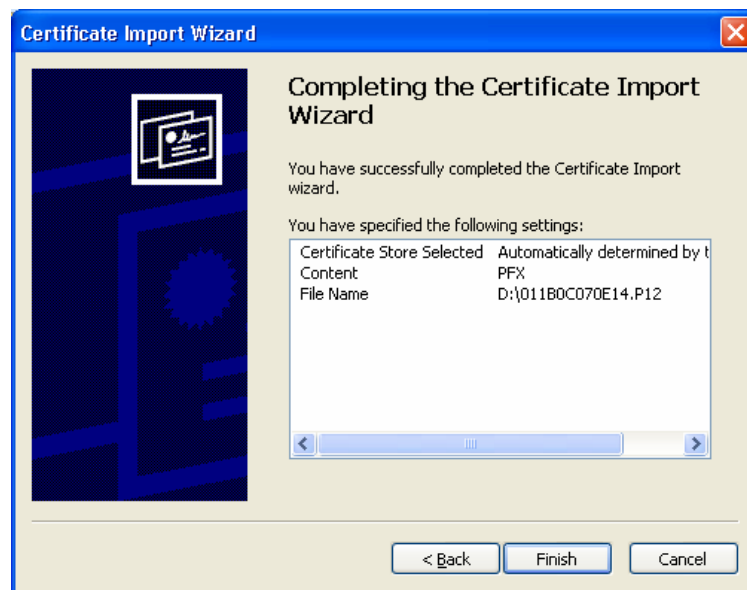 Certificate Import Wizard
Completing the Certificate Import
Wizard
You have successfully completed the Certificate Import
wizard.
You have specified the following settings:
Certificate Store Selected Automatically determined by t
Content PFX
File Name D:\011B0C070E14.P12
< Back Finish Cancel